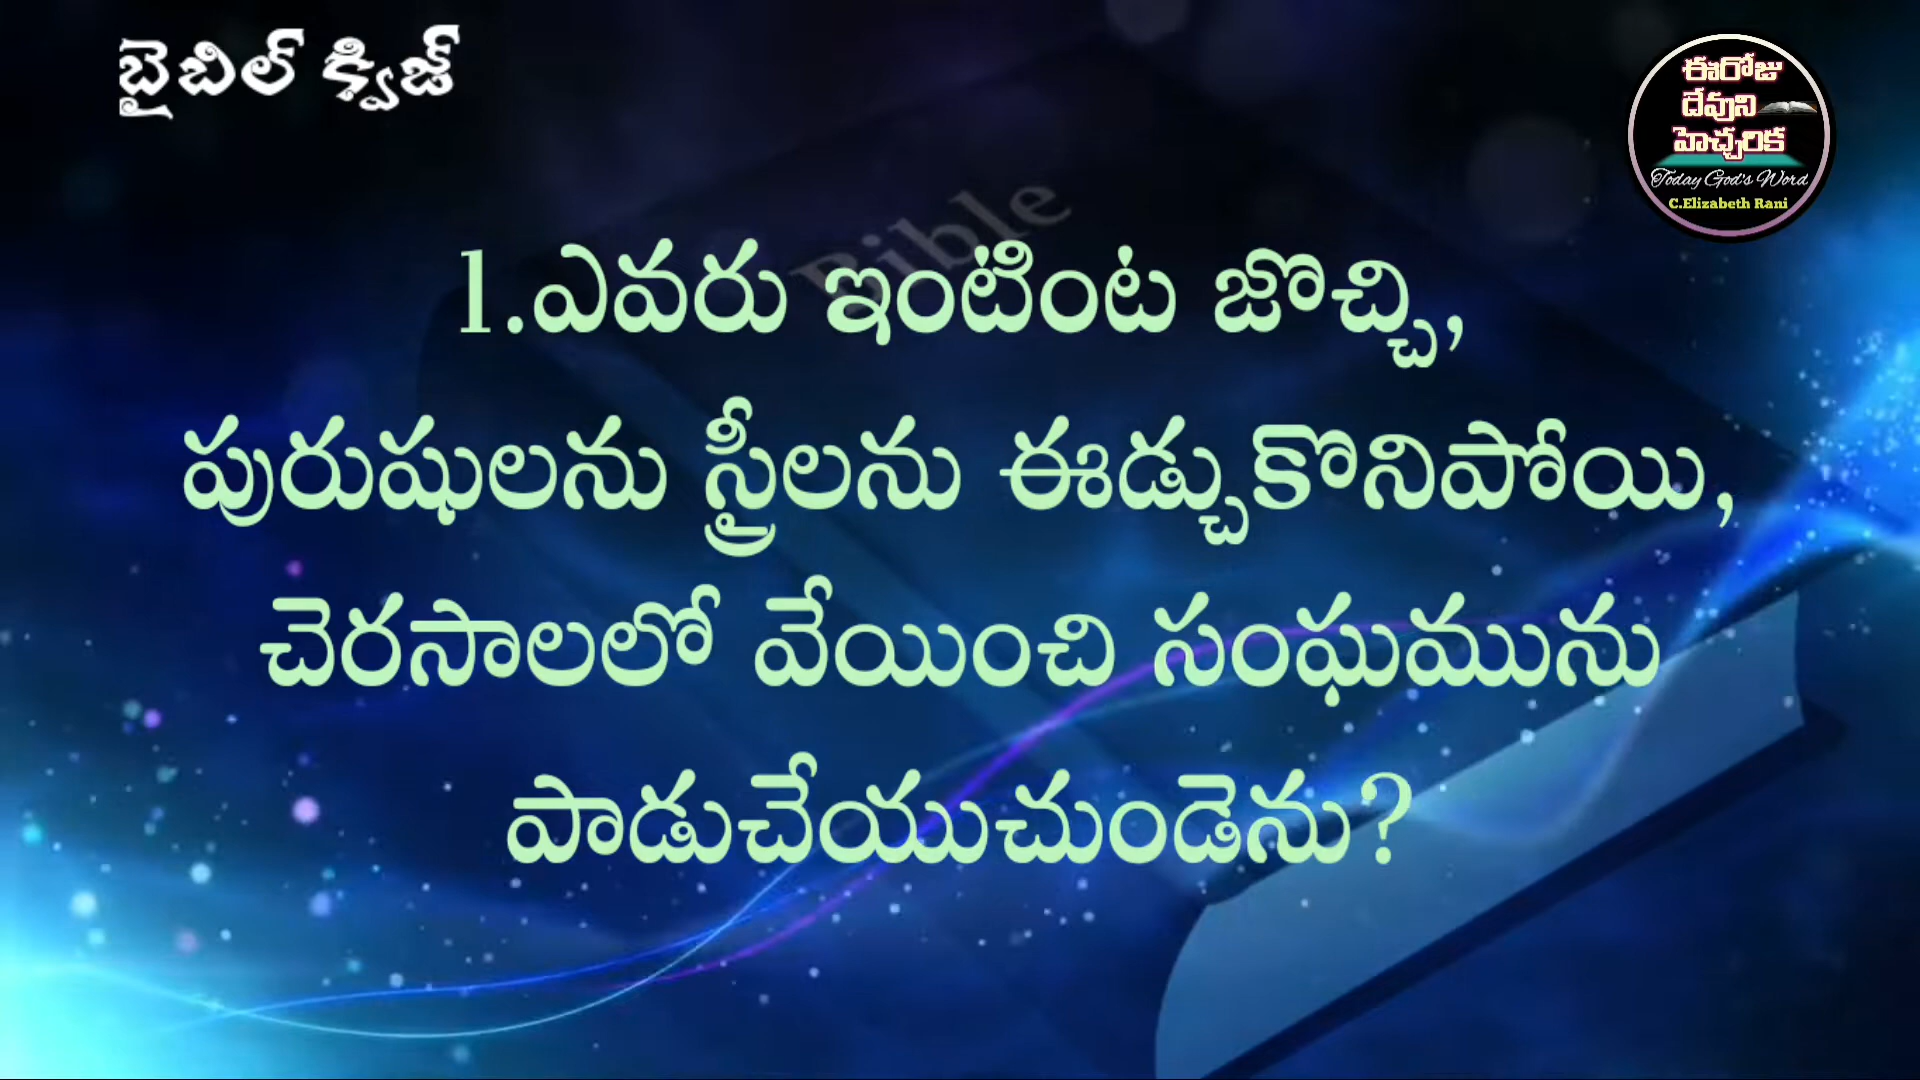 బైబిల్ క్విజ్
ఈరోజు
దేవుని
హెచ్చరిక
Today God's Word
C.Elizabeth Rani
Bible
1.ఎవరు ఇంటింట జొచ్చి,
పురుషులను స్త్రీలను ఈడ్చుకొనిపోయి,
చెరసాలలో వేయించి సంఘమును
పాడుచేయుచుండెను?